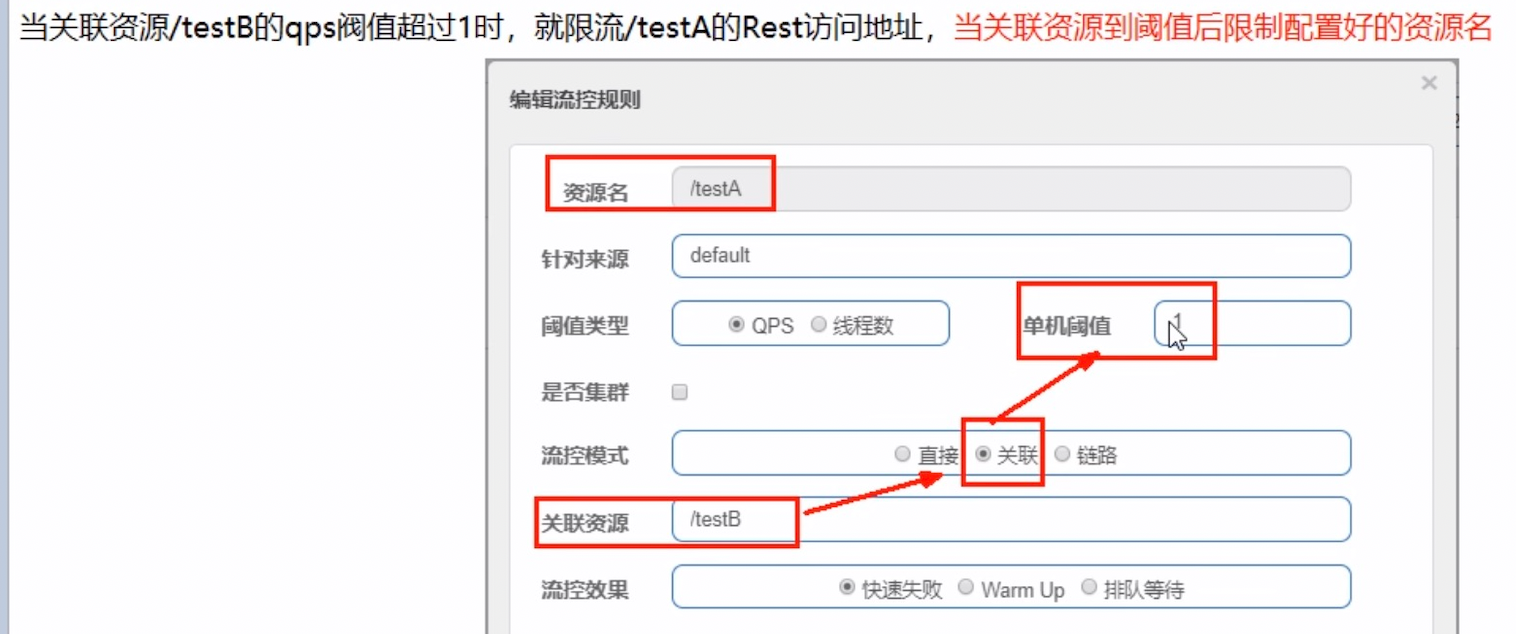 当关联资源/testB的qps阀值超过1时，就限流/testA的Rest访问地址，当关联资源到阈值后限制配置好的资源名
编辑流控规则 ×
资源名 /testA
针对来源 default
阈值类型 QPS 线程数 单机阈值 1
是否集群
流控模式 直接 关联 链路
关联资源 /testB
流控效果 快速失败 Warm Up 排队等待